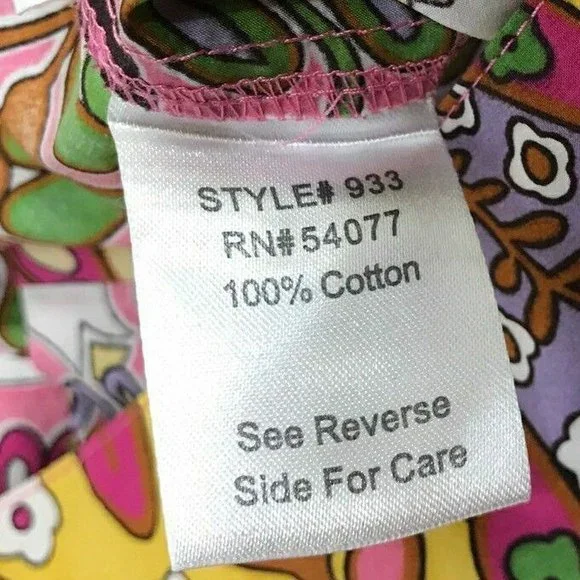 STYLE# 933
RN#54077
100% Cotton
See Reverse
Side For Care